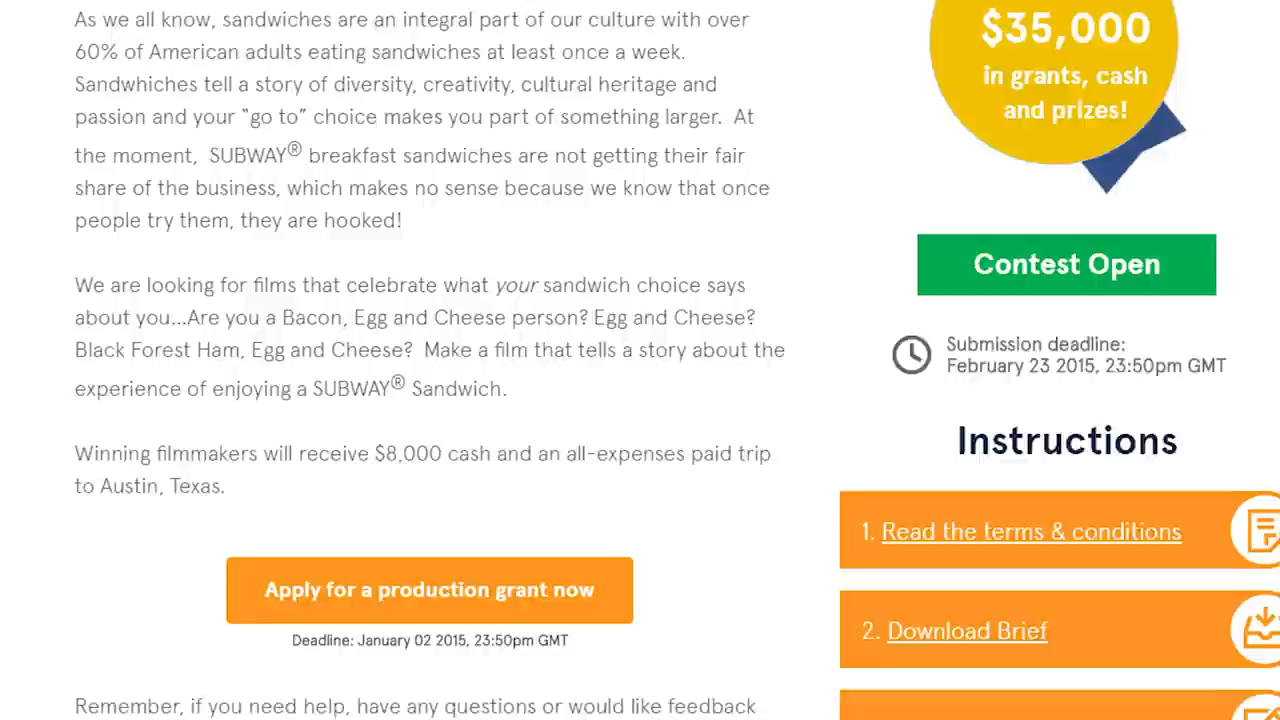 As we all know, sandwiches are an integral part of our culture with over
60% of American adults eating sandwiches at least once a week.
Sandwhiches tell a story of diversity, creativity, cultural heritage and
passion and your “go to” choice makes you part of something larger.  At
the moment,  SUBWAY® breakfast sandwiches are not getting their fair
share of the business, which makes no sense because we know that once
people try them, they are hooked!
We are looking for films that celebrate what your sandwich choice says
about you...Are you a Bacon, Egg and Cheese person? Egg and Cheese?
Black Forest Ham, Egg and Cheese?  Make a film that tells a story about the
experience of enjoying a SUBWAY® Sandwich.
Winning filmmakers will receive $8,000 cash and an all-expenses paid trip
to Austin, Texas.
Apply for a production grant now
Deadline: January 02 2015, 23:50pm GMT
Remember, if you need help, have any questions or would like feedback
$35,000
in grants, cash
and prizes!
Contest Open
Submission deadline:
February 23 2015, 23:50pm GMT
Instructions
1. Read the terms & conditions
2. Download Brief